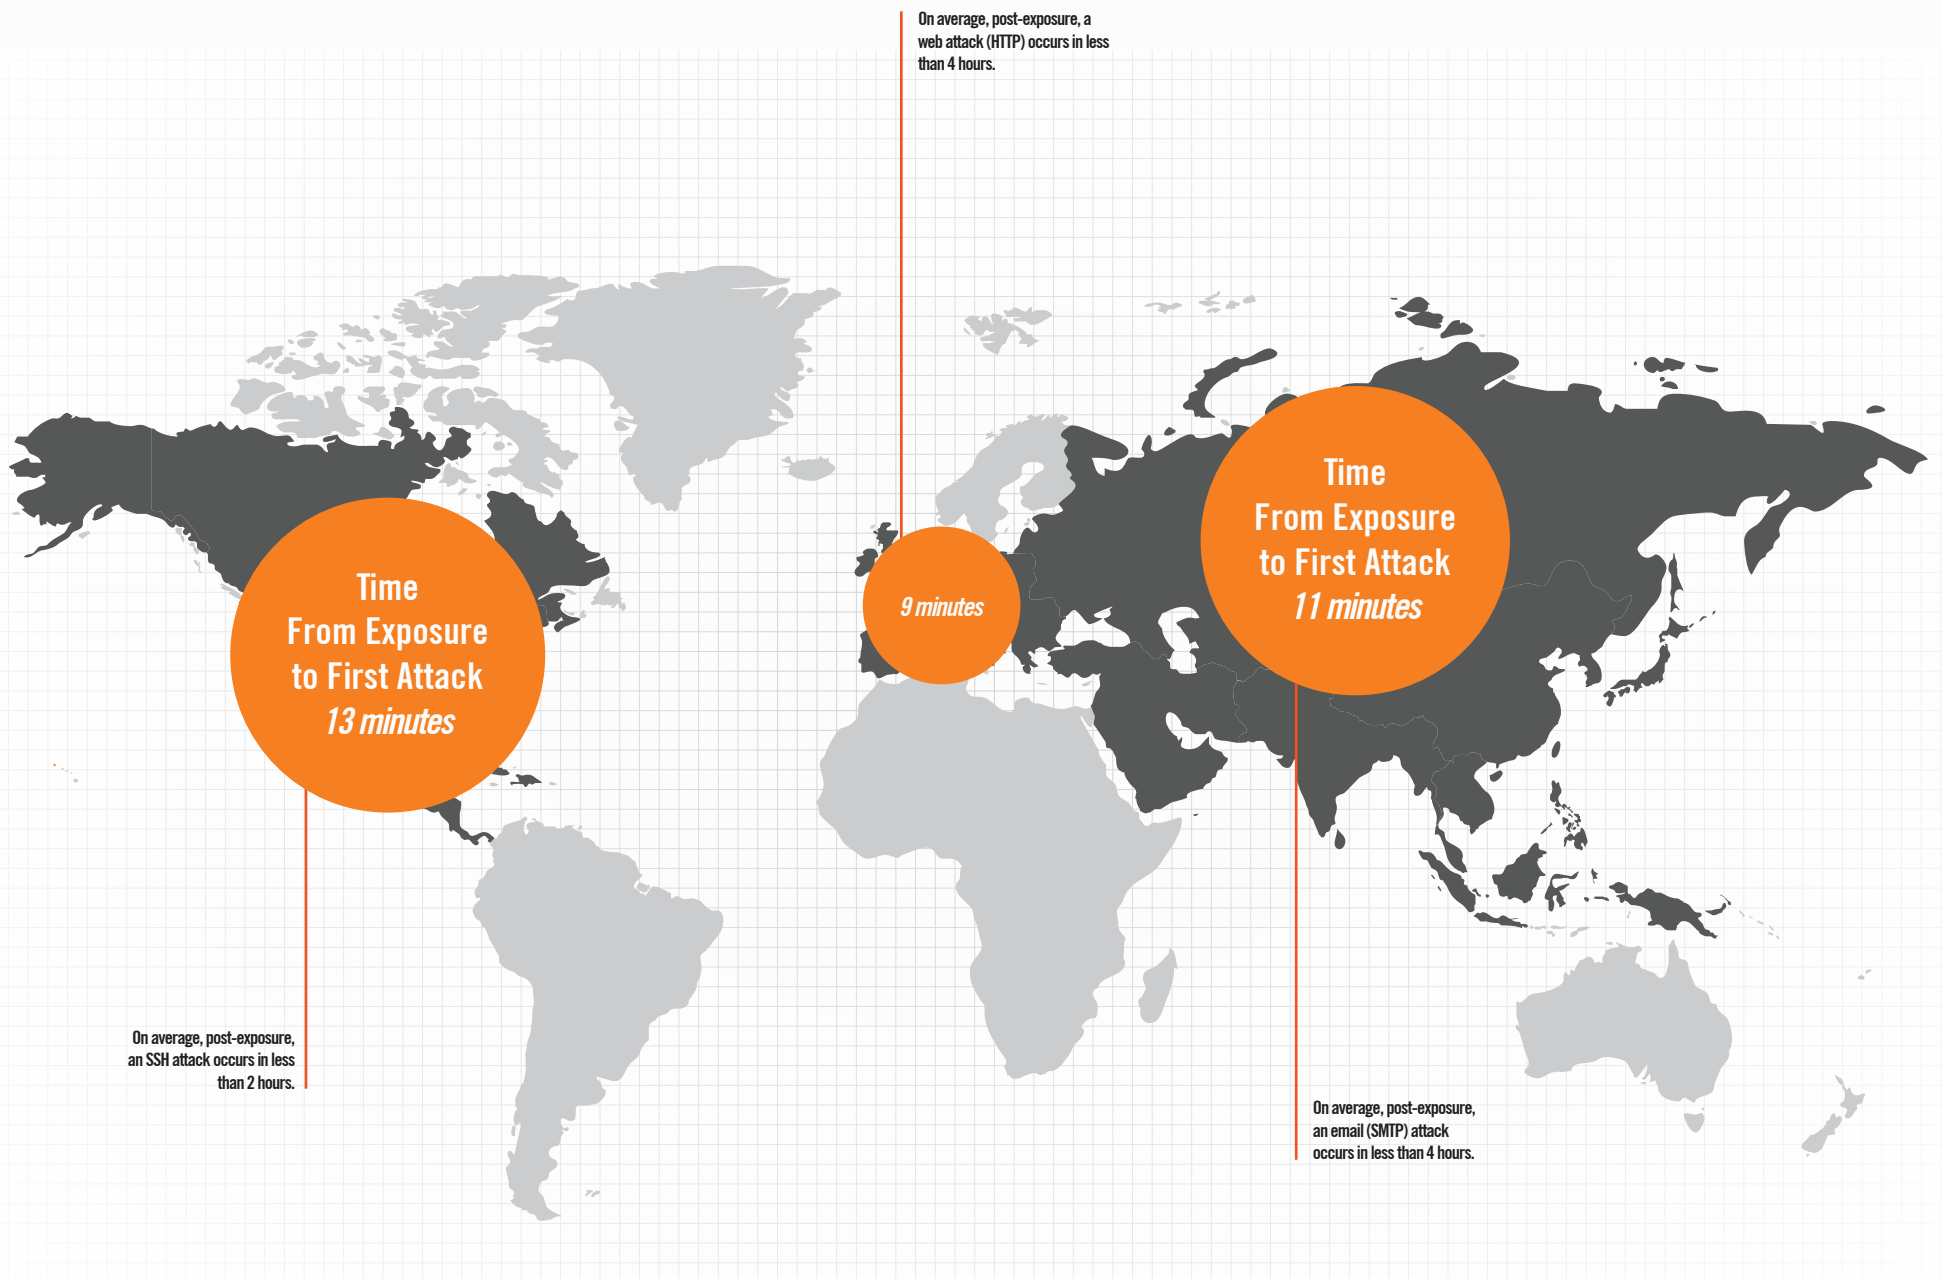 On average, post-exposure, a
web attack (HTTP) occurs in less
than 4 hours.
Time
From Exposure
to First Attack
11 minutes
Time
From Exposure
to First Attack
13 minutes
9 minutes
On average, post-exposure,
an SSH attack occurs in less
than 2 hours.
On average, post-exposure,
an email (SMTP) attack
occurs in less than 4 hours.